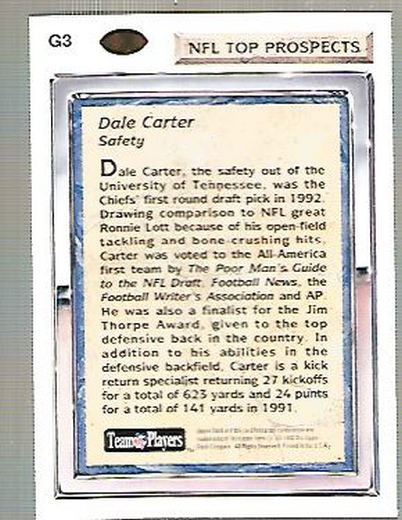 G3
NFL TOP PROSPECTS
Dale Carter
Safety
Dale Carter, the safety out of the
University of Tennessee, was the
Chiefs' first round draft pick in 1992.
Drawing comparison to NFL great
Ronnie Lott because of his open-field
tackling and bone-crushing hits,
Carter was voted to the All-America
first team by The Poor Man's Guide
to the NFL Draft, Football News, the
Football Writer's Association and AP.
He was also a finalist for the Jim
Thorpe Award, given to the top
defensive back in the country. In
addition to his abilities in the
defensive backfield, Carter is a kick
return specialist returning 27 kickoffs
for a total of 623 yards and 24 punts
for a total of 141 yards in 1991.
Team Players